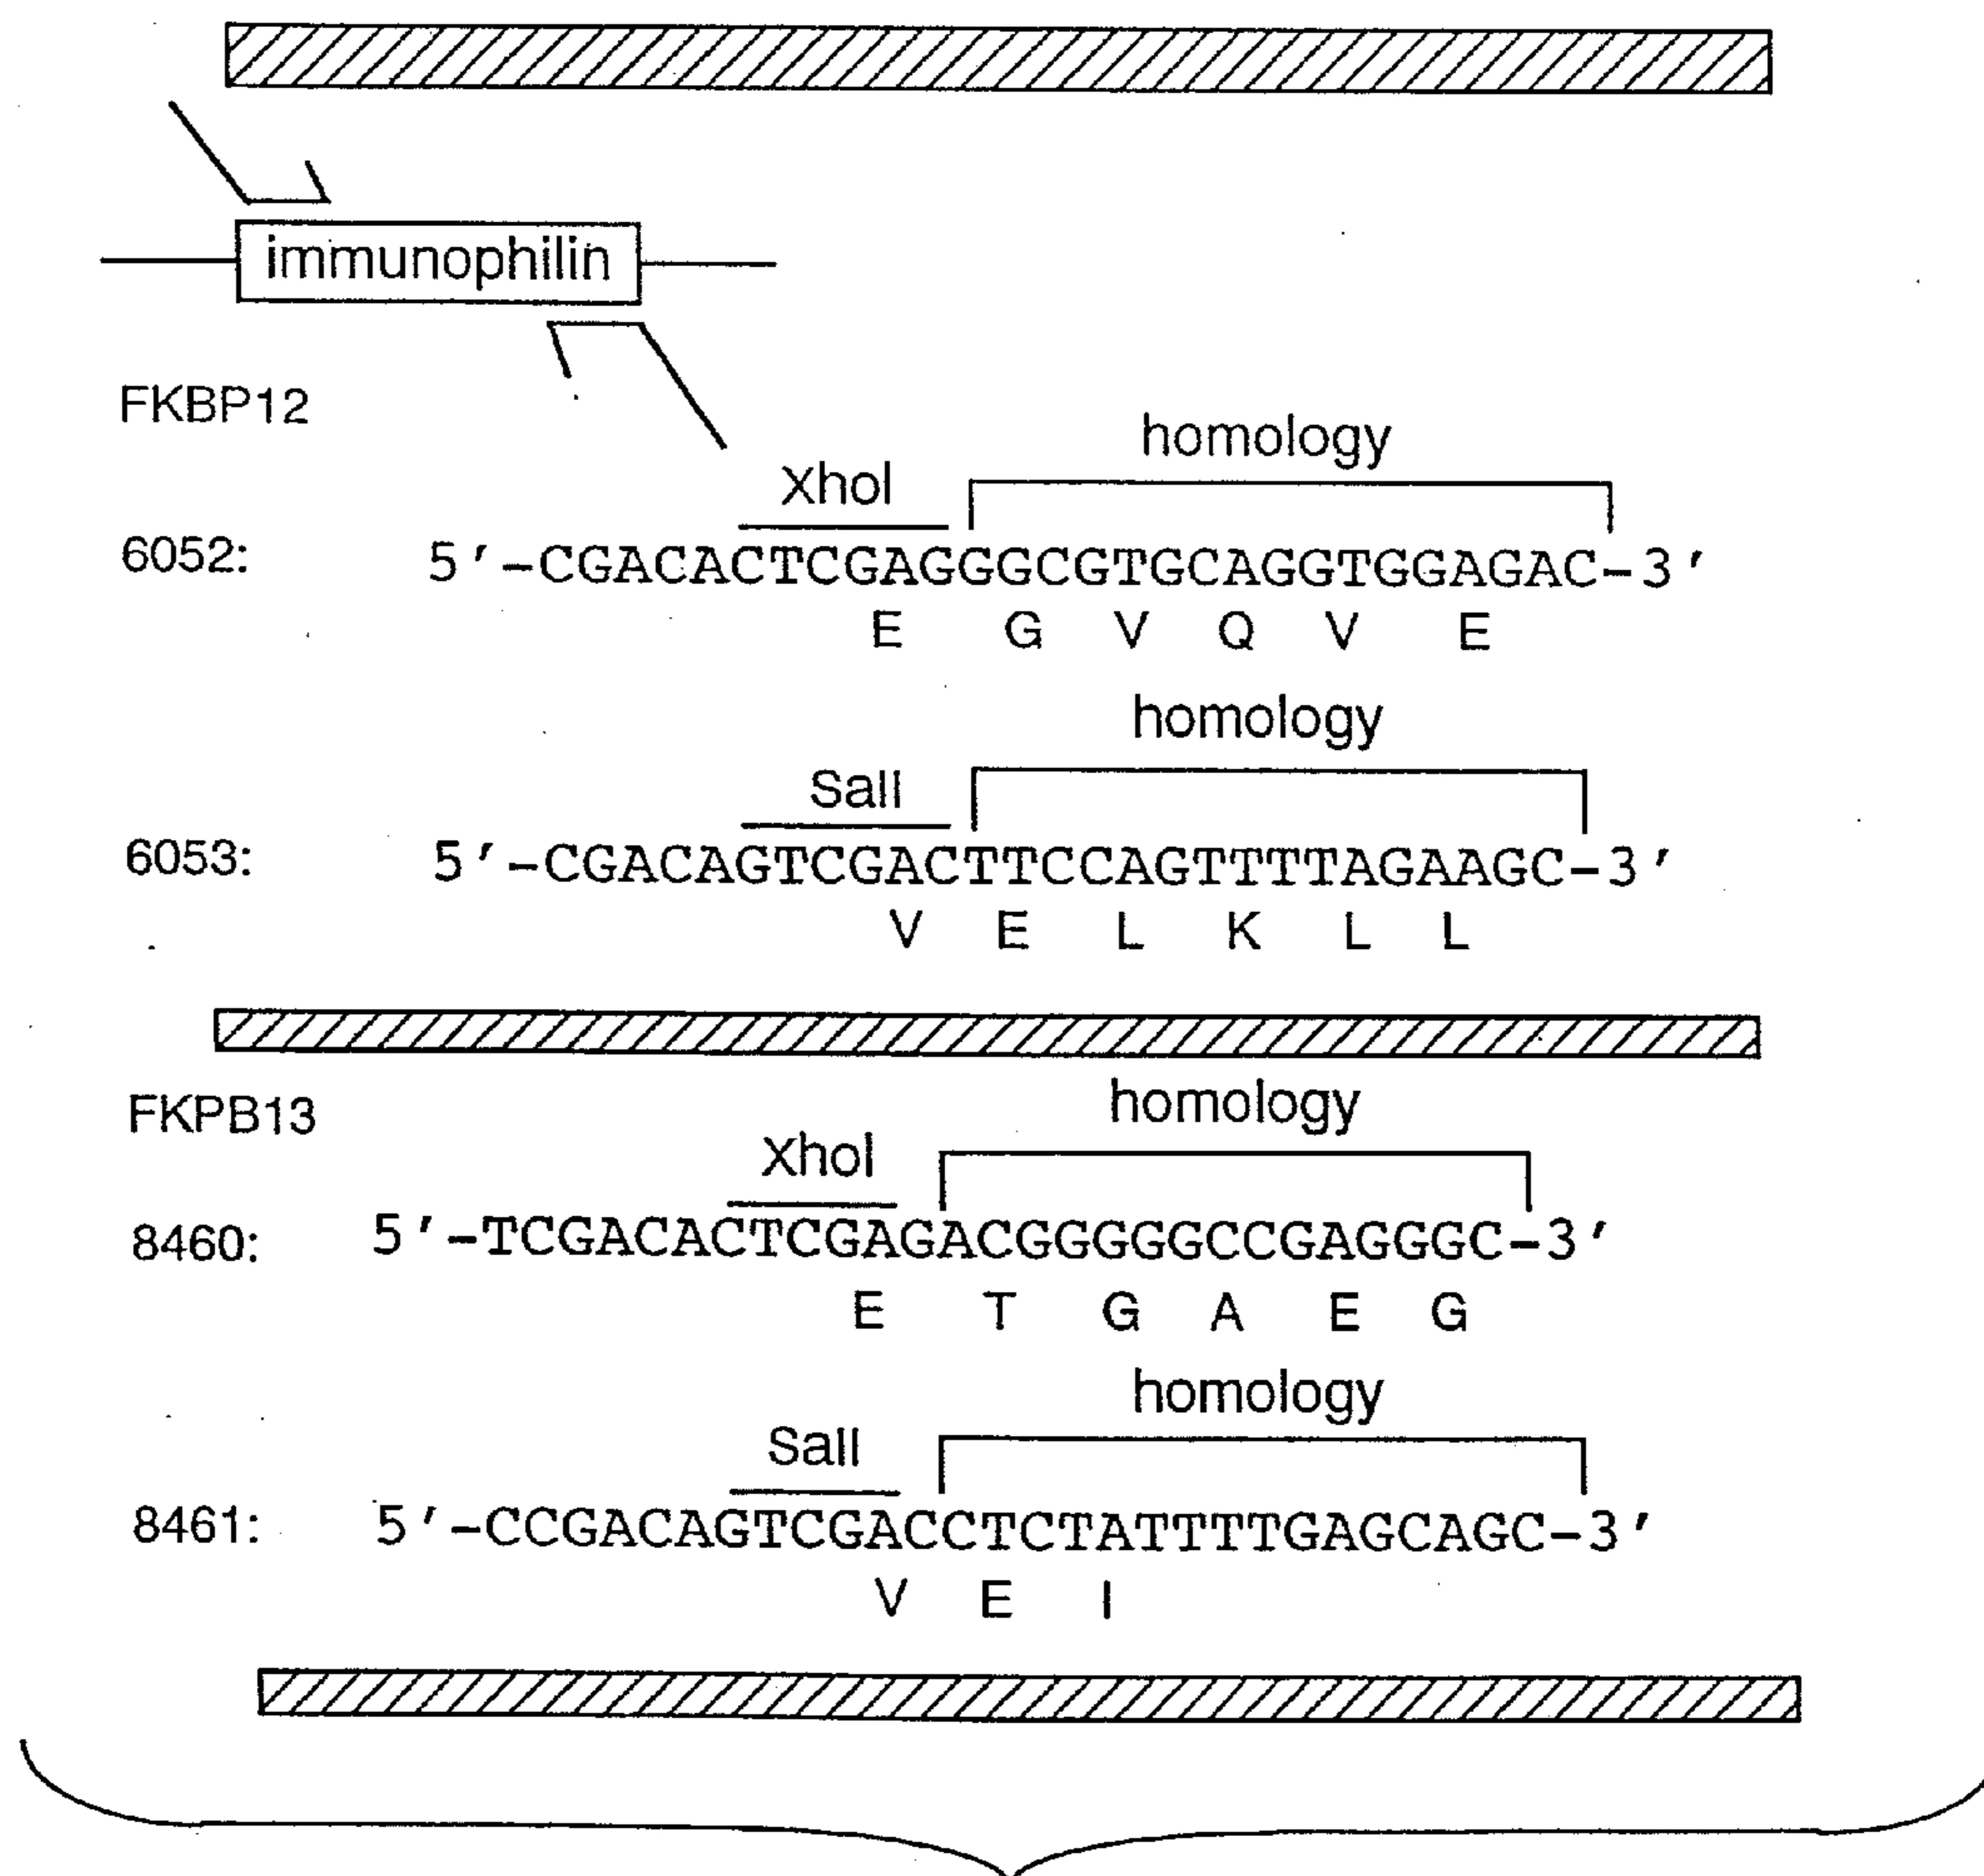 immunophilin
FKBP12
homology
XhoI
6052: 5'-CGACACTCGAGGGCGTGCAGGTGGAGAC-3'
E G V Q V E
homology
SalI
6053: 5'-CGACAGTCGACTTCCAGTTTTAGAAGC-3'
V E L K L L
FKPB13
homology
XhoI
8460: 5'-TCGACACTCGAGACGGGGGCCGAGGGC-3'
E T G A E G
homology
SalI
8461: 5'-CCGACAGTCGACCTCTATTTTGAGCAGC-3'
V E I